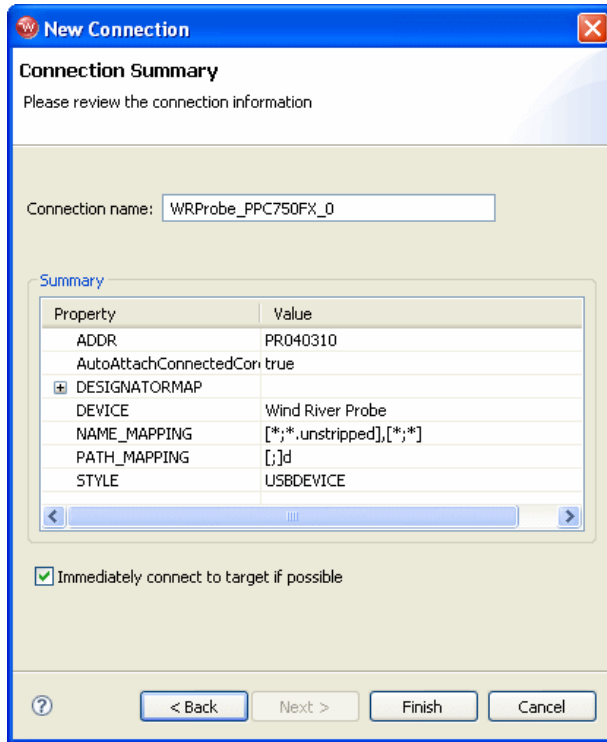 New Connection
Connection Summary
Please review the connection information
Connection name: WRProbe_PPC750FX_0
Summary
Property Value
ADDR PR040310
AutoAttachConnectedCor true
DESIGNATORMAP
DEVICE Wind River Probe
NAME_MAPPING [*;*.unstripped],[*;*]
PATH_MAPPING [;]d
STYLE USBDEVICE
Immediately connect to target if possible
? < Back Next > Finish Cancel